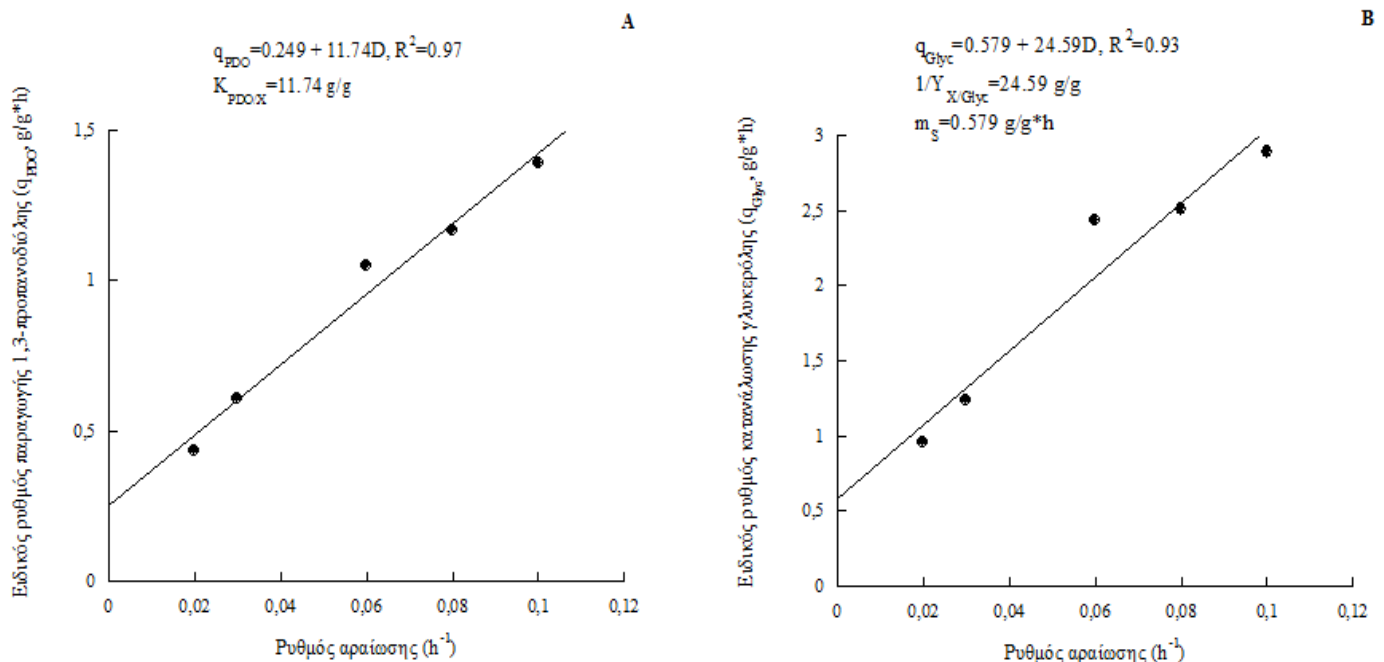 A
q_PDO=0.249 + 11.74D, R²=0.97
K_PDO/X=11.74 g/g
Ειδικός ρυθμός παραγωγής 1,3-προπανοδιόλης (q_PDO, g/g*h)
1,5
1
0,5
0
0 0,02 0,04 0,06 0,08 0,1 0,12
Ρυθμός αραίωσης (h⁻¹)
B
q_Glyc=0.579 + 24.59D, R²=0.93
1/Y_X/Glyc=24.59 g/g
m_S=0.579 g/g*h
Ειδικός ρυθμός κατανάλωσης γλυκερόλης (q_Glyc, g/g*h)
3
2,5
2
1,5
1
0,5
0
0 0,02 0,04 0,06 0,08 0,1 0,12
Ρυθμός αραίωσης (h⁻¹)